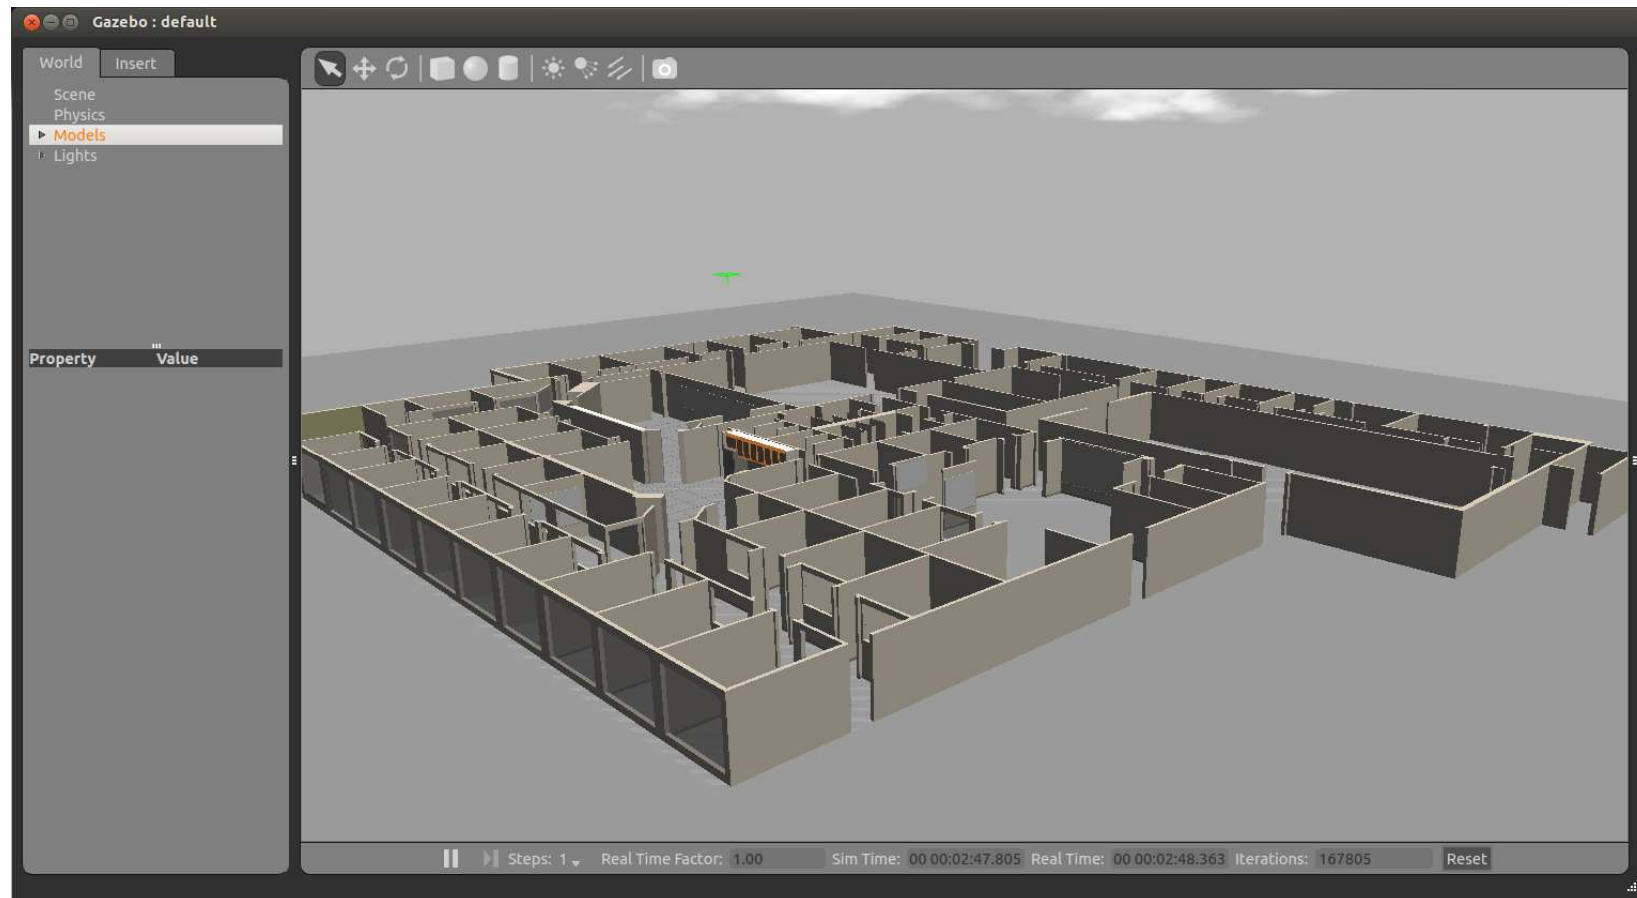 Gazebo : default
World Insert
Scene
Physics
Models
Lights
Property Value
Steps: 1 Real Time Factor: 1.00 Sim Time: 00 00:02:47.805 Real Time: 00 00:02:48.363 Iterations: 167805 Reset